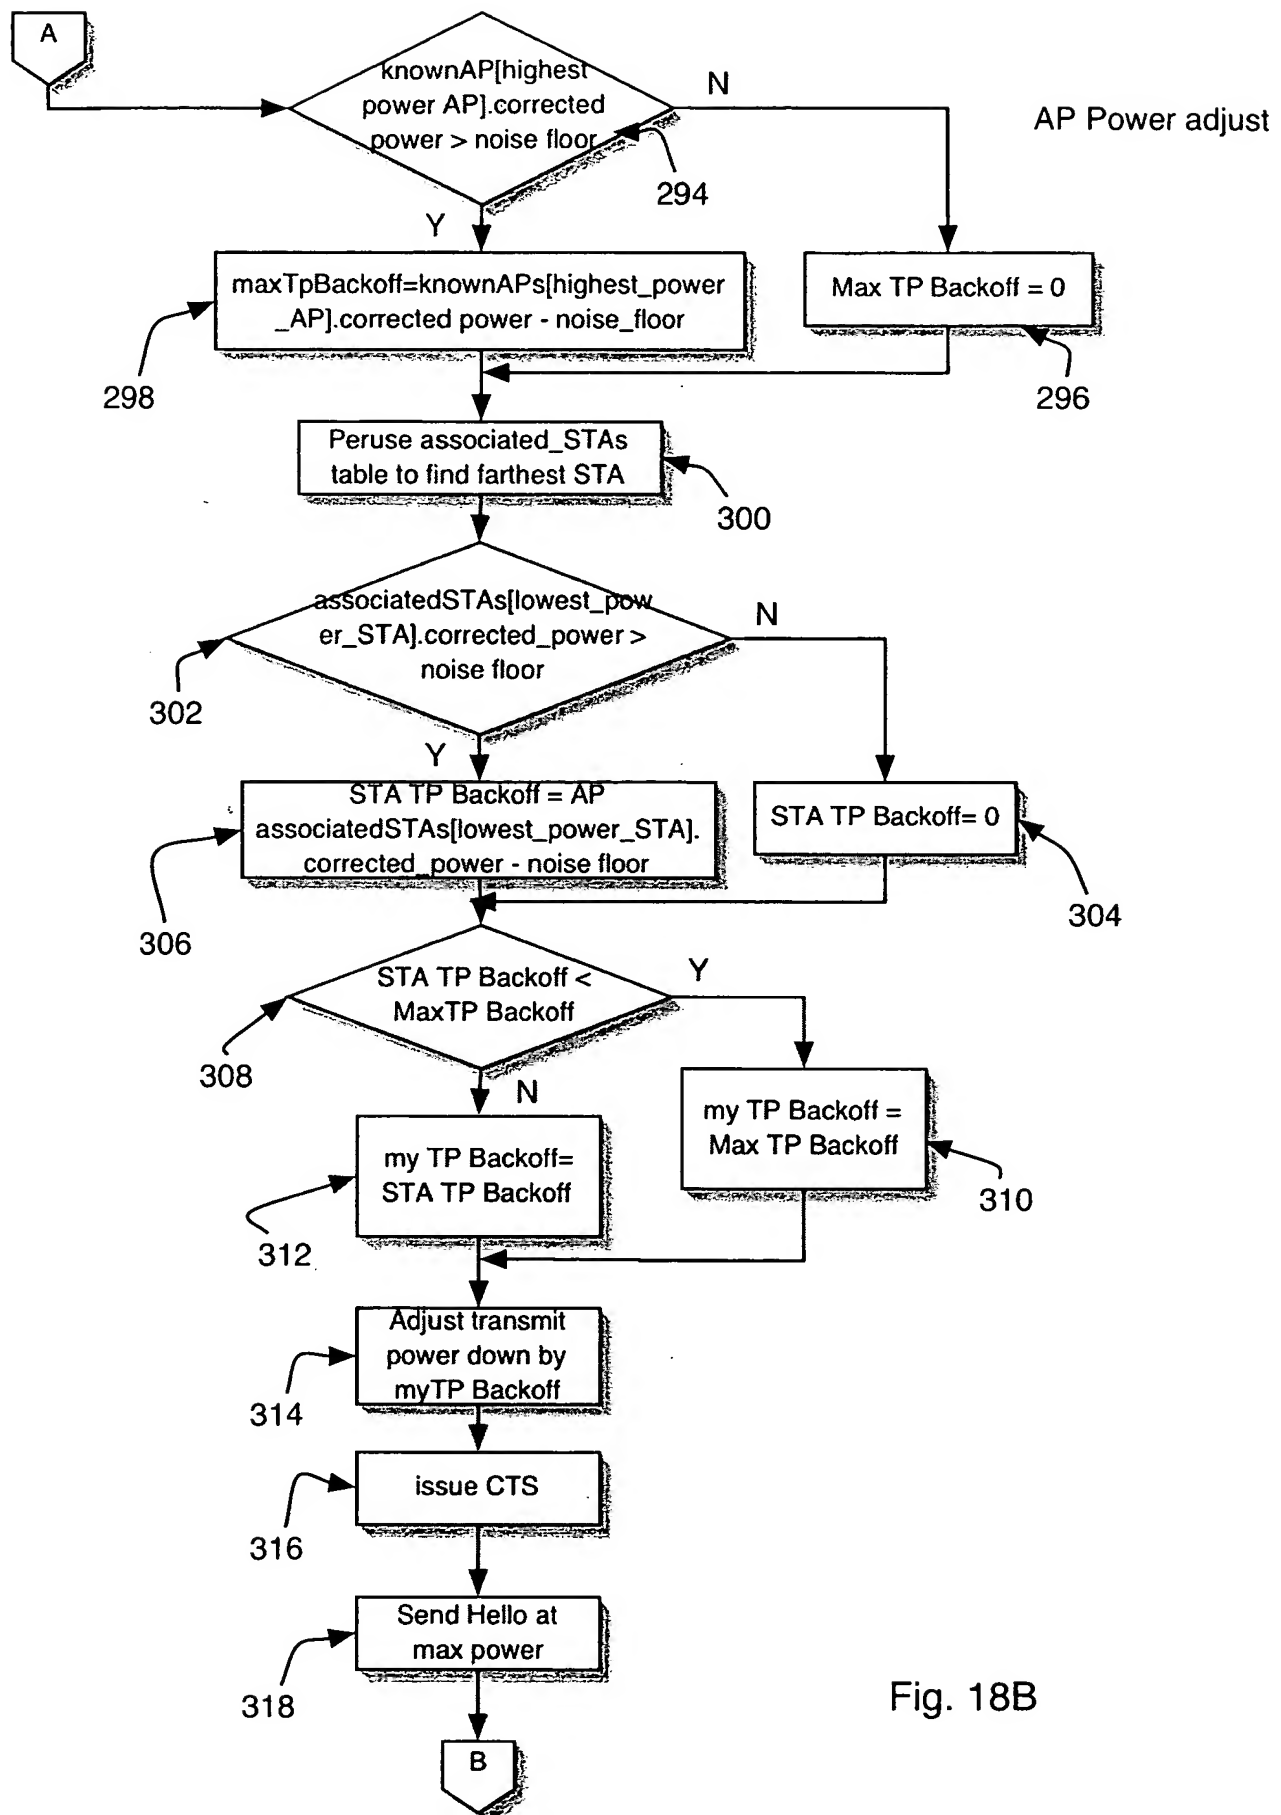 A
knownAP[highest
power AP].corrected
power > noise floor
N
AP Power adjust
294
Y
maxTpBackoff=knownAPs[highest_power
_AP].corrected power - noise_floor
Max TP Backoff = 0
298
296
Peruse associated_STAs
table to find farthest STA
300
associatedSTAs[lowest_pow
er_STA].corrected_power >
noise floor
N
302
Y
STA TP Backoff = AP
associatedSTAs[lowest_power_STA].
corrected_power - noise floor
STA TP Backoff= 0
304
306
STA TP Backoff <
MaxTP Backoff
Y
308
N
my TP Backoff =
Max TP Backoff
my TP Backoff=
STA TP Backoff
310
312
Adjust transmit
power down by
myTP Backoff
314
issue CTS
316
Send Hello at
max power
318
Fig. 18B
B